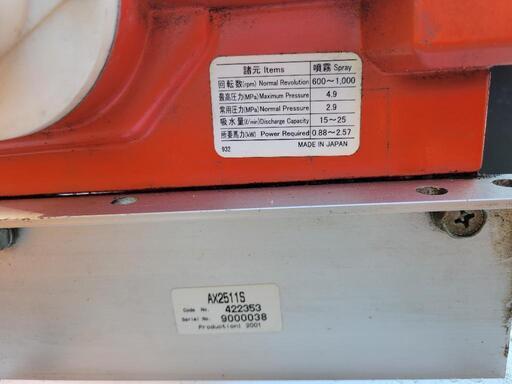 諸元 Items 噴霧 Spray
回転数(rpm) Normal Revolution 600～1,000
最高圧力(MPa) Maximum Pressure 4.9
常用圧力(MPa) Normal Pressure 2.9
吸水量(ℓ/min) Discharge Capacity 15～25
所要馬力(kW) Power Required 0.88～2.57
932 MADE IN JAPAN
AX2511S
Code No. 422353
Serial No. 9000038
Production) 2001